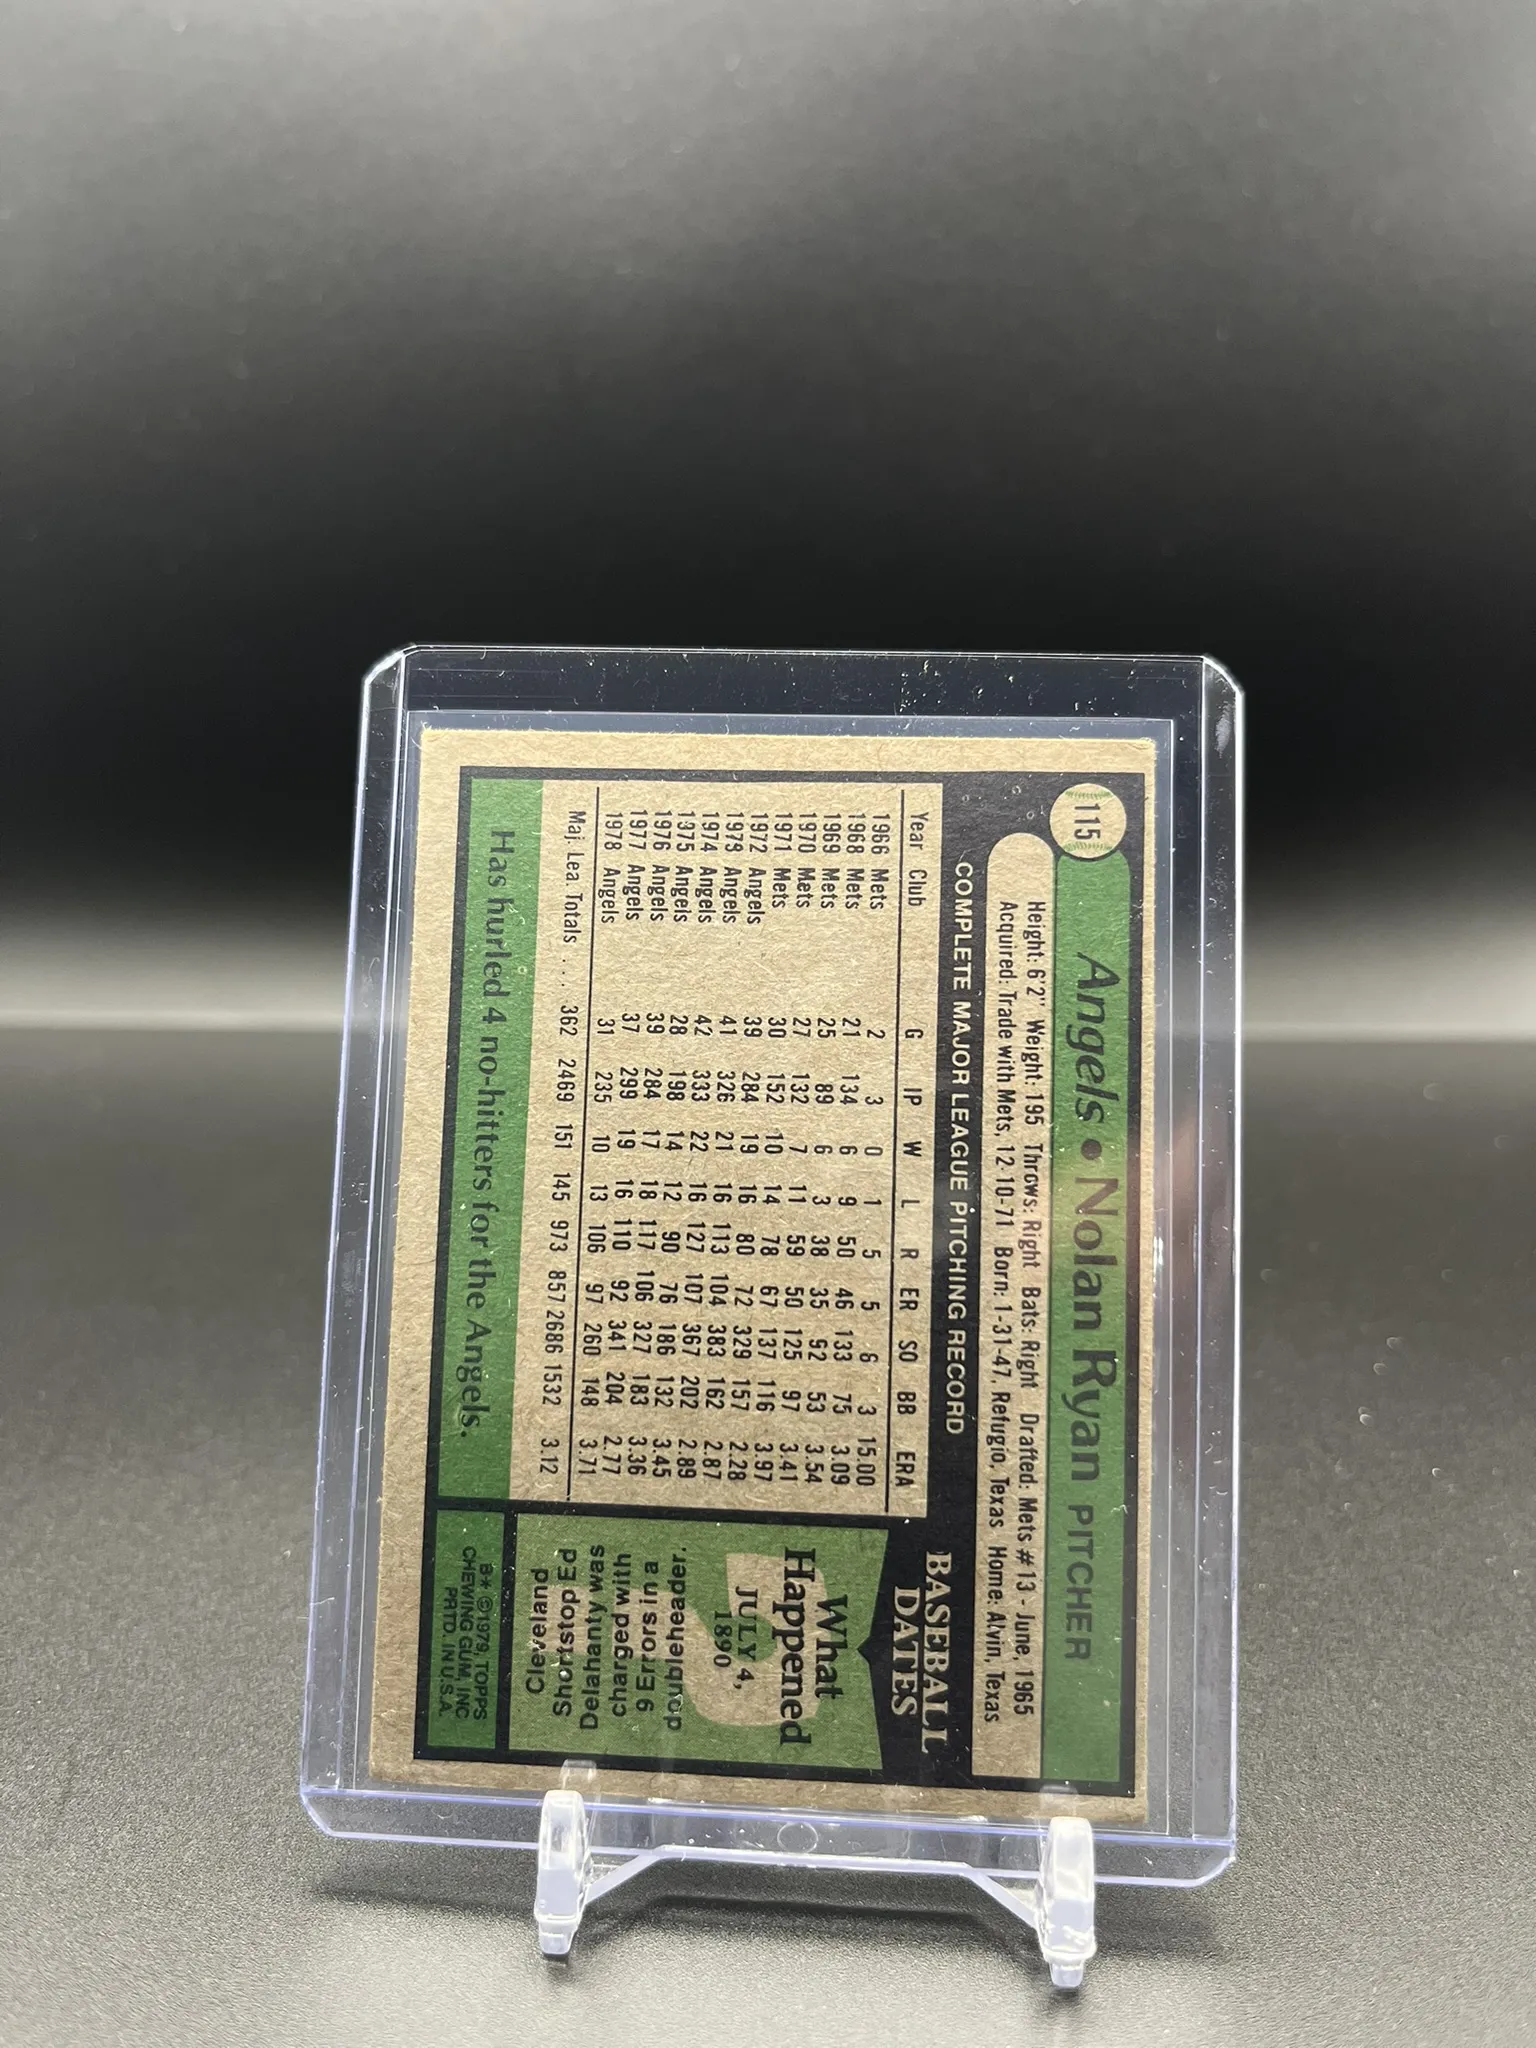 115
Angels • Nolan Ryan PITCHER
Height: 6'2" Weight: 195 Throws: Right Bats: Right Drafted: Mets #13 - June, 1965
Acquired: Trade with Mets, 12-10-71 Born: 1-31-47, Refugio, Texas Home: Alvin, Texas
COMPLETE MAJOR LEAGUE PITCHING RECORD
Year Club G IP W L R ER SO BB ERA
1966 Mets 2 3 0 1 5 5 6 3 15.00
1968 Mets 21 134 6 9 50 46 133 75 3.09
1969 Mets 25 89 6 3 38 35 92 53 3.54
1970 Mets 27 132 7 11 59 50 125 97 3.41
1971 Mets 30 152 10 14 78 67 137 116 3.97
1972 Angels 39 284 19 16 80 72 329 157 2.28
1973 Angels 41 326 21 16 113 104 383 162 2.87
1974 Angels 42 333 22 16 127 107 367 202 2.89
1975 Angels 28 198 14 12 90 76 186 132 3.45
1976 Angels 39 284 17 18 117 106 327 183 3.36
1977 Angels 37 299 19 16 110 92 341 204 2.77
1978 Angels 31 235 10 13 106 97 260 148 3.71
Maj. Lea. Totals ... 362 2469 151 145 973 857 2686 1532 3.12
Has hurled 4 no-hitters for the Angels.
BASEBALL
DATES
What
Happened
JULY 4,
1890
Cleveland
Shortstop Ed
Delahanty was
charged with
9 Errors in a
doubleheader.
B* ©1979, TOPPS
CHEWING GUM, INC
PRTD. IN U.S.A.